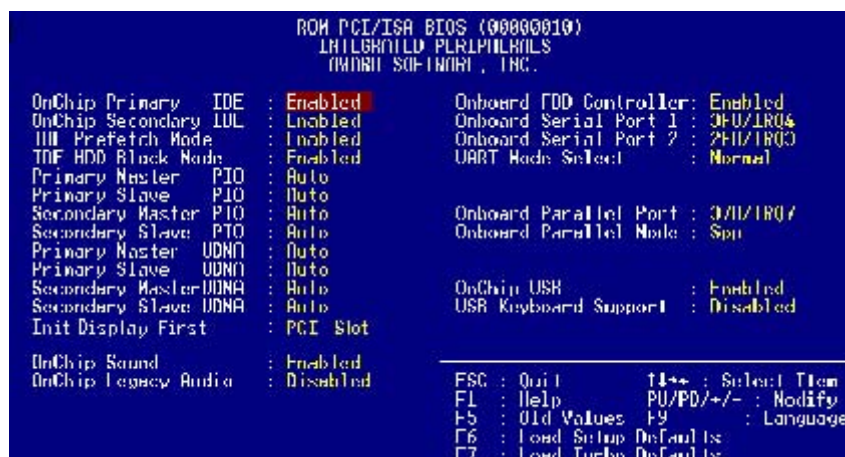 ROM PCI/ISA BIOS (00000010)
INTEGRATED PERIPHERALS
AWARD SOFTWARE, INC.
OnChip Primary IDE : Enabled
OnChip Secondary IDE : Enabled
IDE Prefetch Mode : Enabled
IDE HDD Block Mode : Enabled
Primary Master PIO : Auto
Primary Slave PIO : Auto
Secondary Master PIO : Auto
Secondary Slave PIO : Auto
Primary Master UDMA : Auto
Primary Slave UDMA : Auto
Secondary MasterUDMA : Auto
Secondary Slave UDMA : Auto
Init Display First : PCI Slot
OnChip Sound : Enabled
OnChip Legacy Audio : Disabled
Onboard FDD Controller: Enabled
Onboard Serial Port 1 : 3F8/IRQ4
Onboard Serial Port 2 : 2F8/IRQ3
UART Mode Select : Normal
Onboard Parallel Port : 378/IRQ7
Onboard Parallel Mode : Spp
OnChip USB : Enabled
USB Keyboard Support : Disabled
ESC : Quit ↑↓→← : Select Item
F1 : Help PU/PD/+/- : Modify
F5 : Old Values F9 : Language
F6 : Load Setup Defaults
F7 : Load Turbo Defaults